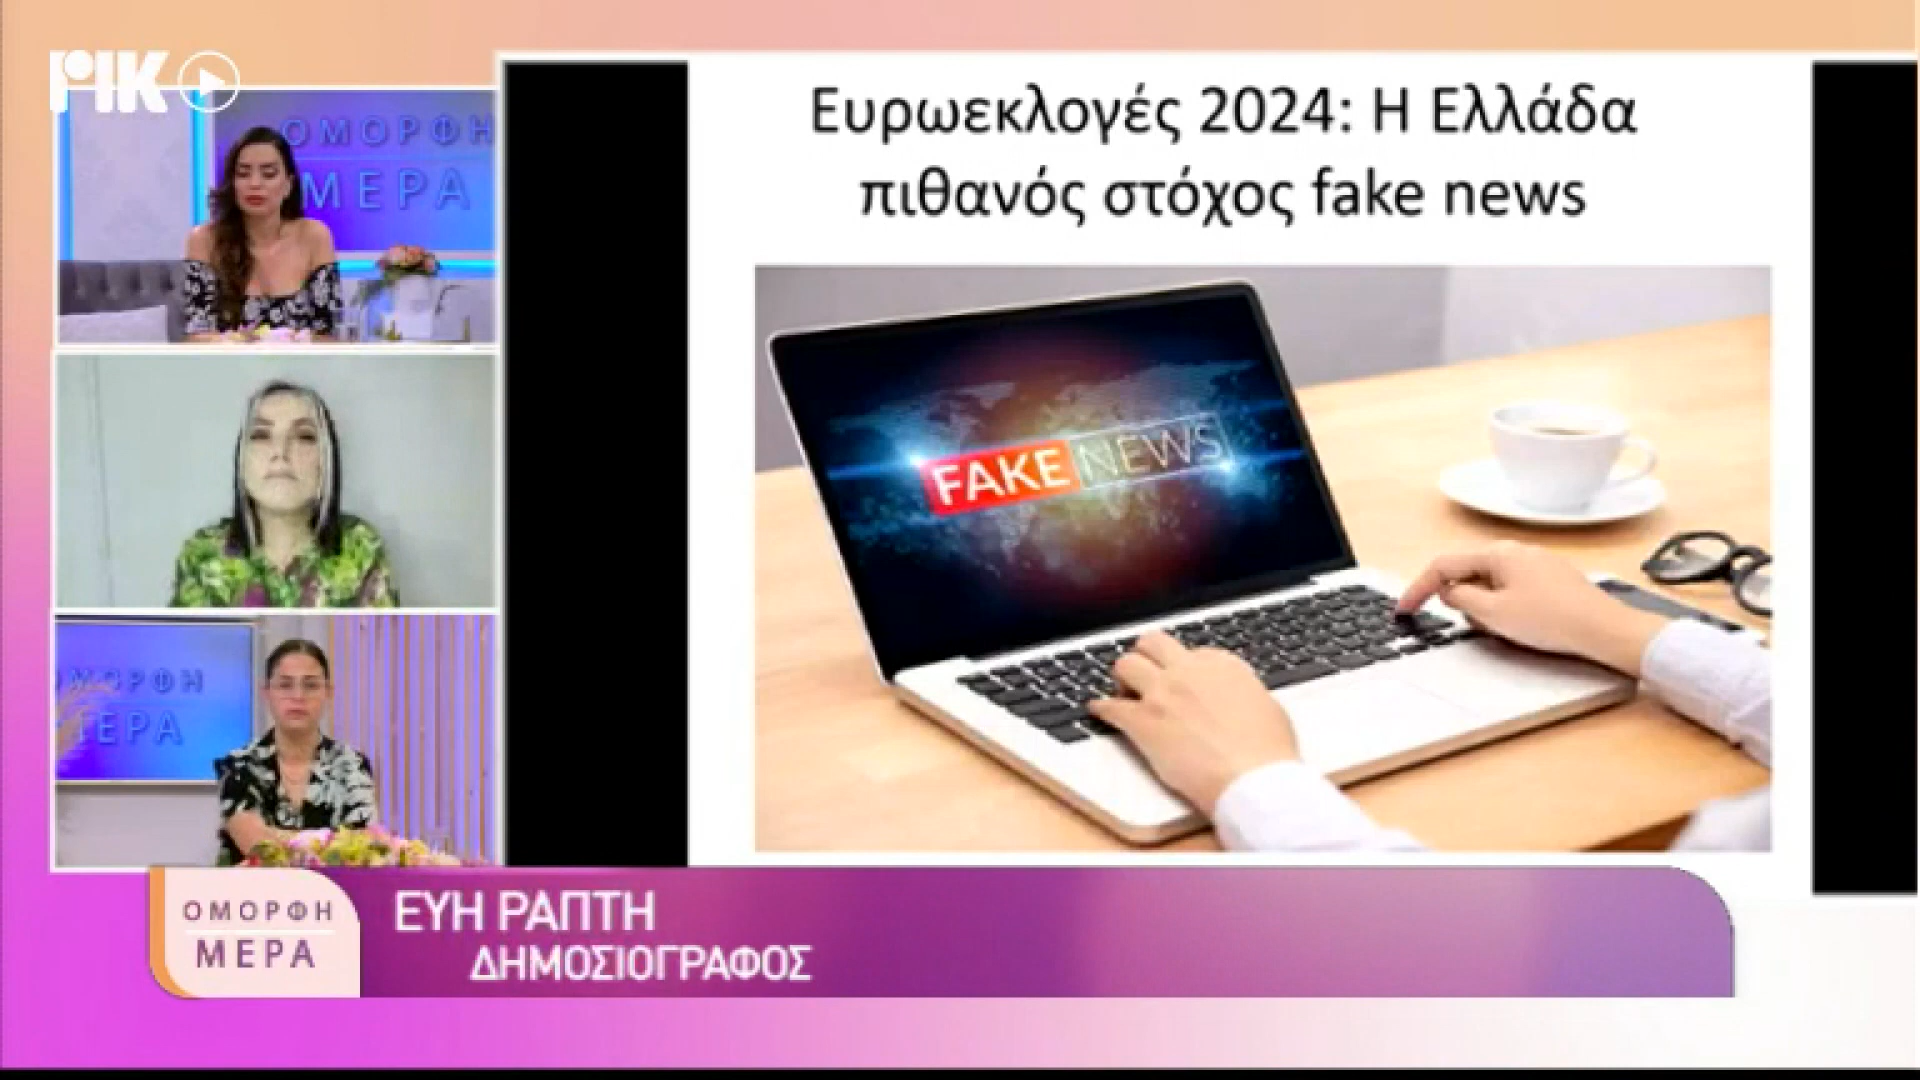 ΡΙΚ
Ευρωεκλογές 2024: Η Ελλάδα
πιθανός στόχος fake news
ΟΜΟΡΦΗ
ΜΕΡΑ
FAKE NEWS
ΟΜΟΡΦΗ
ΜΕΡΑ
ΕΥΗ ΡΑΠΤΗ
ΔΗΜΟΣΙΟΓΡΑΦΟΣ
ΟΜΟΡΦΗ
ΜΕΡΑ